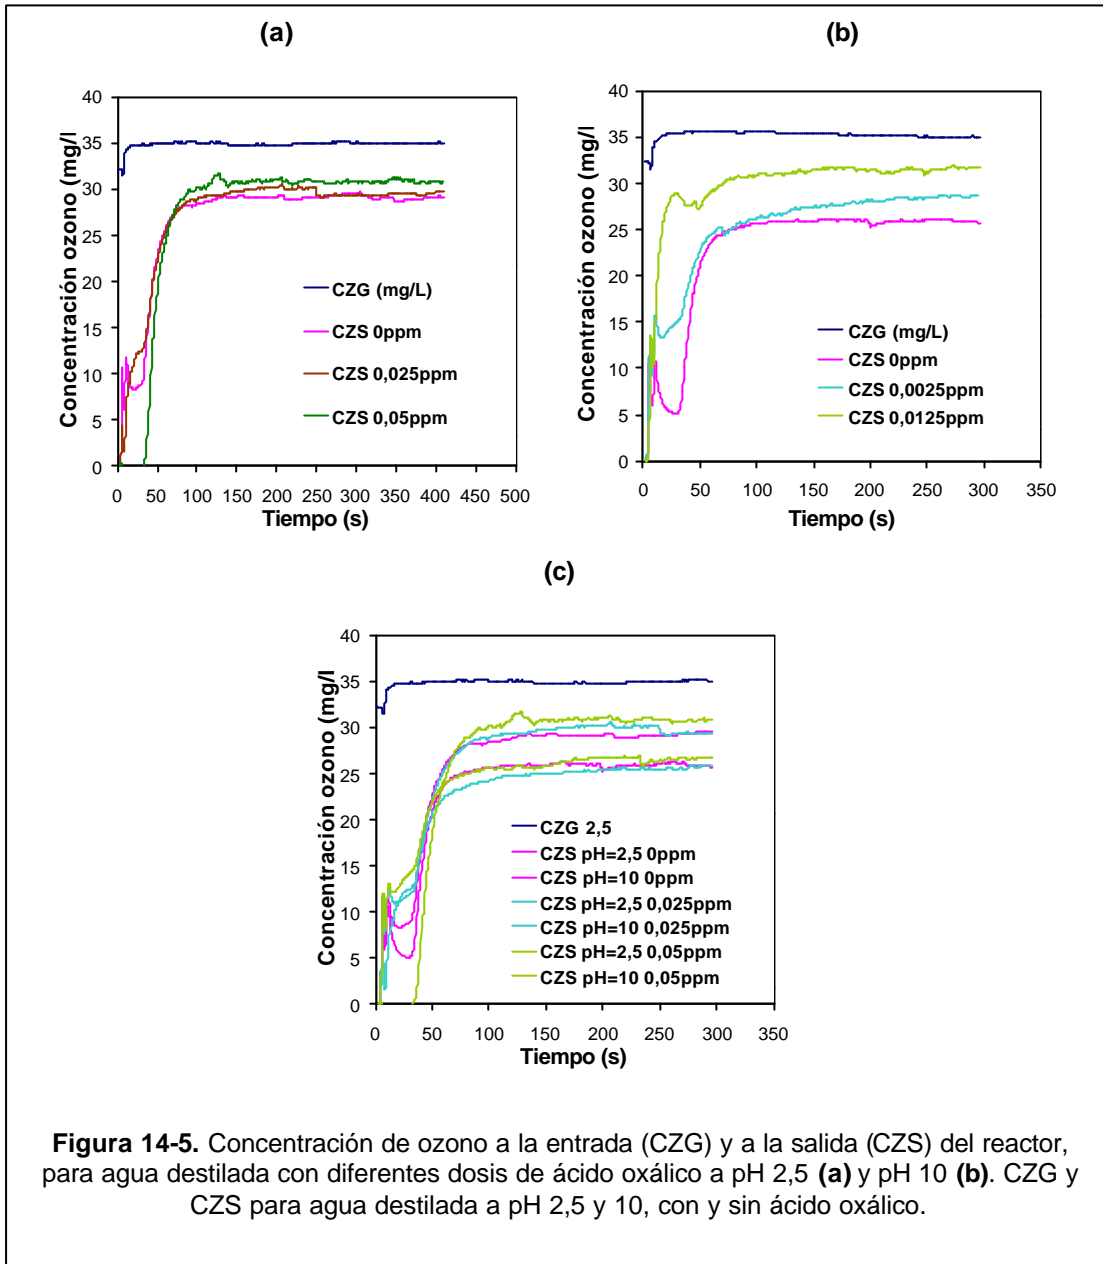 (a)
40
35
30
25
20
15
10
5
0
Concentración ozono (mg/l)
CZG (mg/L)
CZS 0ppm
CZS 0,025ppm
CZS 0,05ppm
0 50 100 150 200 250 300 350 400 450 500
Tiempo (s)
(b)
40
35
30
25
20
15
10
5
0
Concentración ozono (mg/l)
CZG (mg/L)
CZS 0ppm
CZS 0,0025ppm
CZS 0,0125ppm
0 50 100 150 200 250 300 350
Tiempo (s)
(c)
40
35
30
25
20
15
10
5
0
Concentración ozono (mg/l)
CZG 2,5
CZS pH=2,5 0ppm
CZS pH=10 0ppm
CZS pH=2,5 0,025ppm
CZS pH=10 0,025ppm
CZS pH=2,5 0,05ppm
CZS pH=10 0,05ppm
0 50 100 150 200 250 300 350
Tiempo (s)
Figura 14-5. Concentración de ozono a la entrada (CZG) y a la salida (CZS) del reactor,
para agua destilada con diferentes dosis de ácido oxálico a pH 2,5 (a) y pH 10 (b). CZG y
CZS para agua destilada a pH 2,5 y 10, con y sin ácido oxálico.